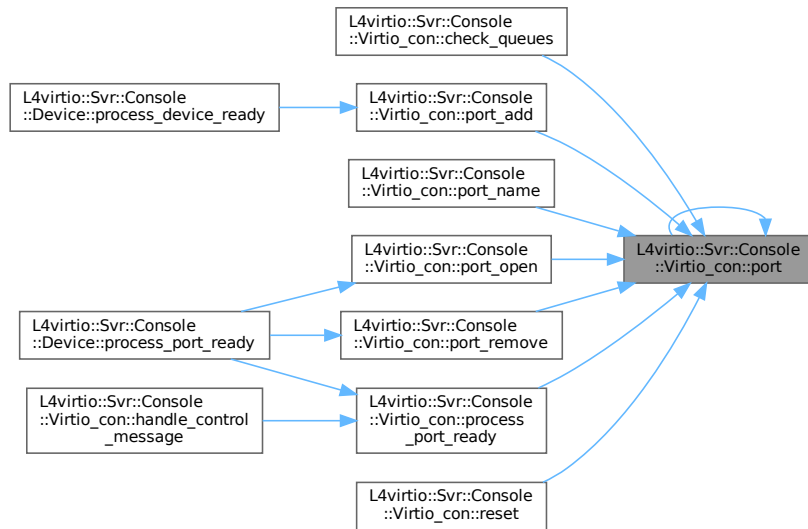 L4virtio::Svr::Console
::Virtio_con::check_queues
L4virtio::Svr::Console
::Device::process_device_ready
L4virtio::Svr::Console
::Virtio_con::port_add
L4virtio::Svr::Console
::Virtio_con::port_name
L4virtio::Svr::Console
::Virtio_con::port
L4virtio::Svr::Console
::Virtio_con::port_open
L4virtio::Svr::Console
::Device::process_port_ready
L4virtio::Svr::Console
::Virtio_con::port_remove
L4virtio::Svr::Console
::Virtio_con::handle_control
_message
L4virtio::Svr::Console
::Virtio_con::process
_port_ready
L4virtio::Svr::Console
::Virtio_con::reset